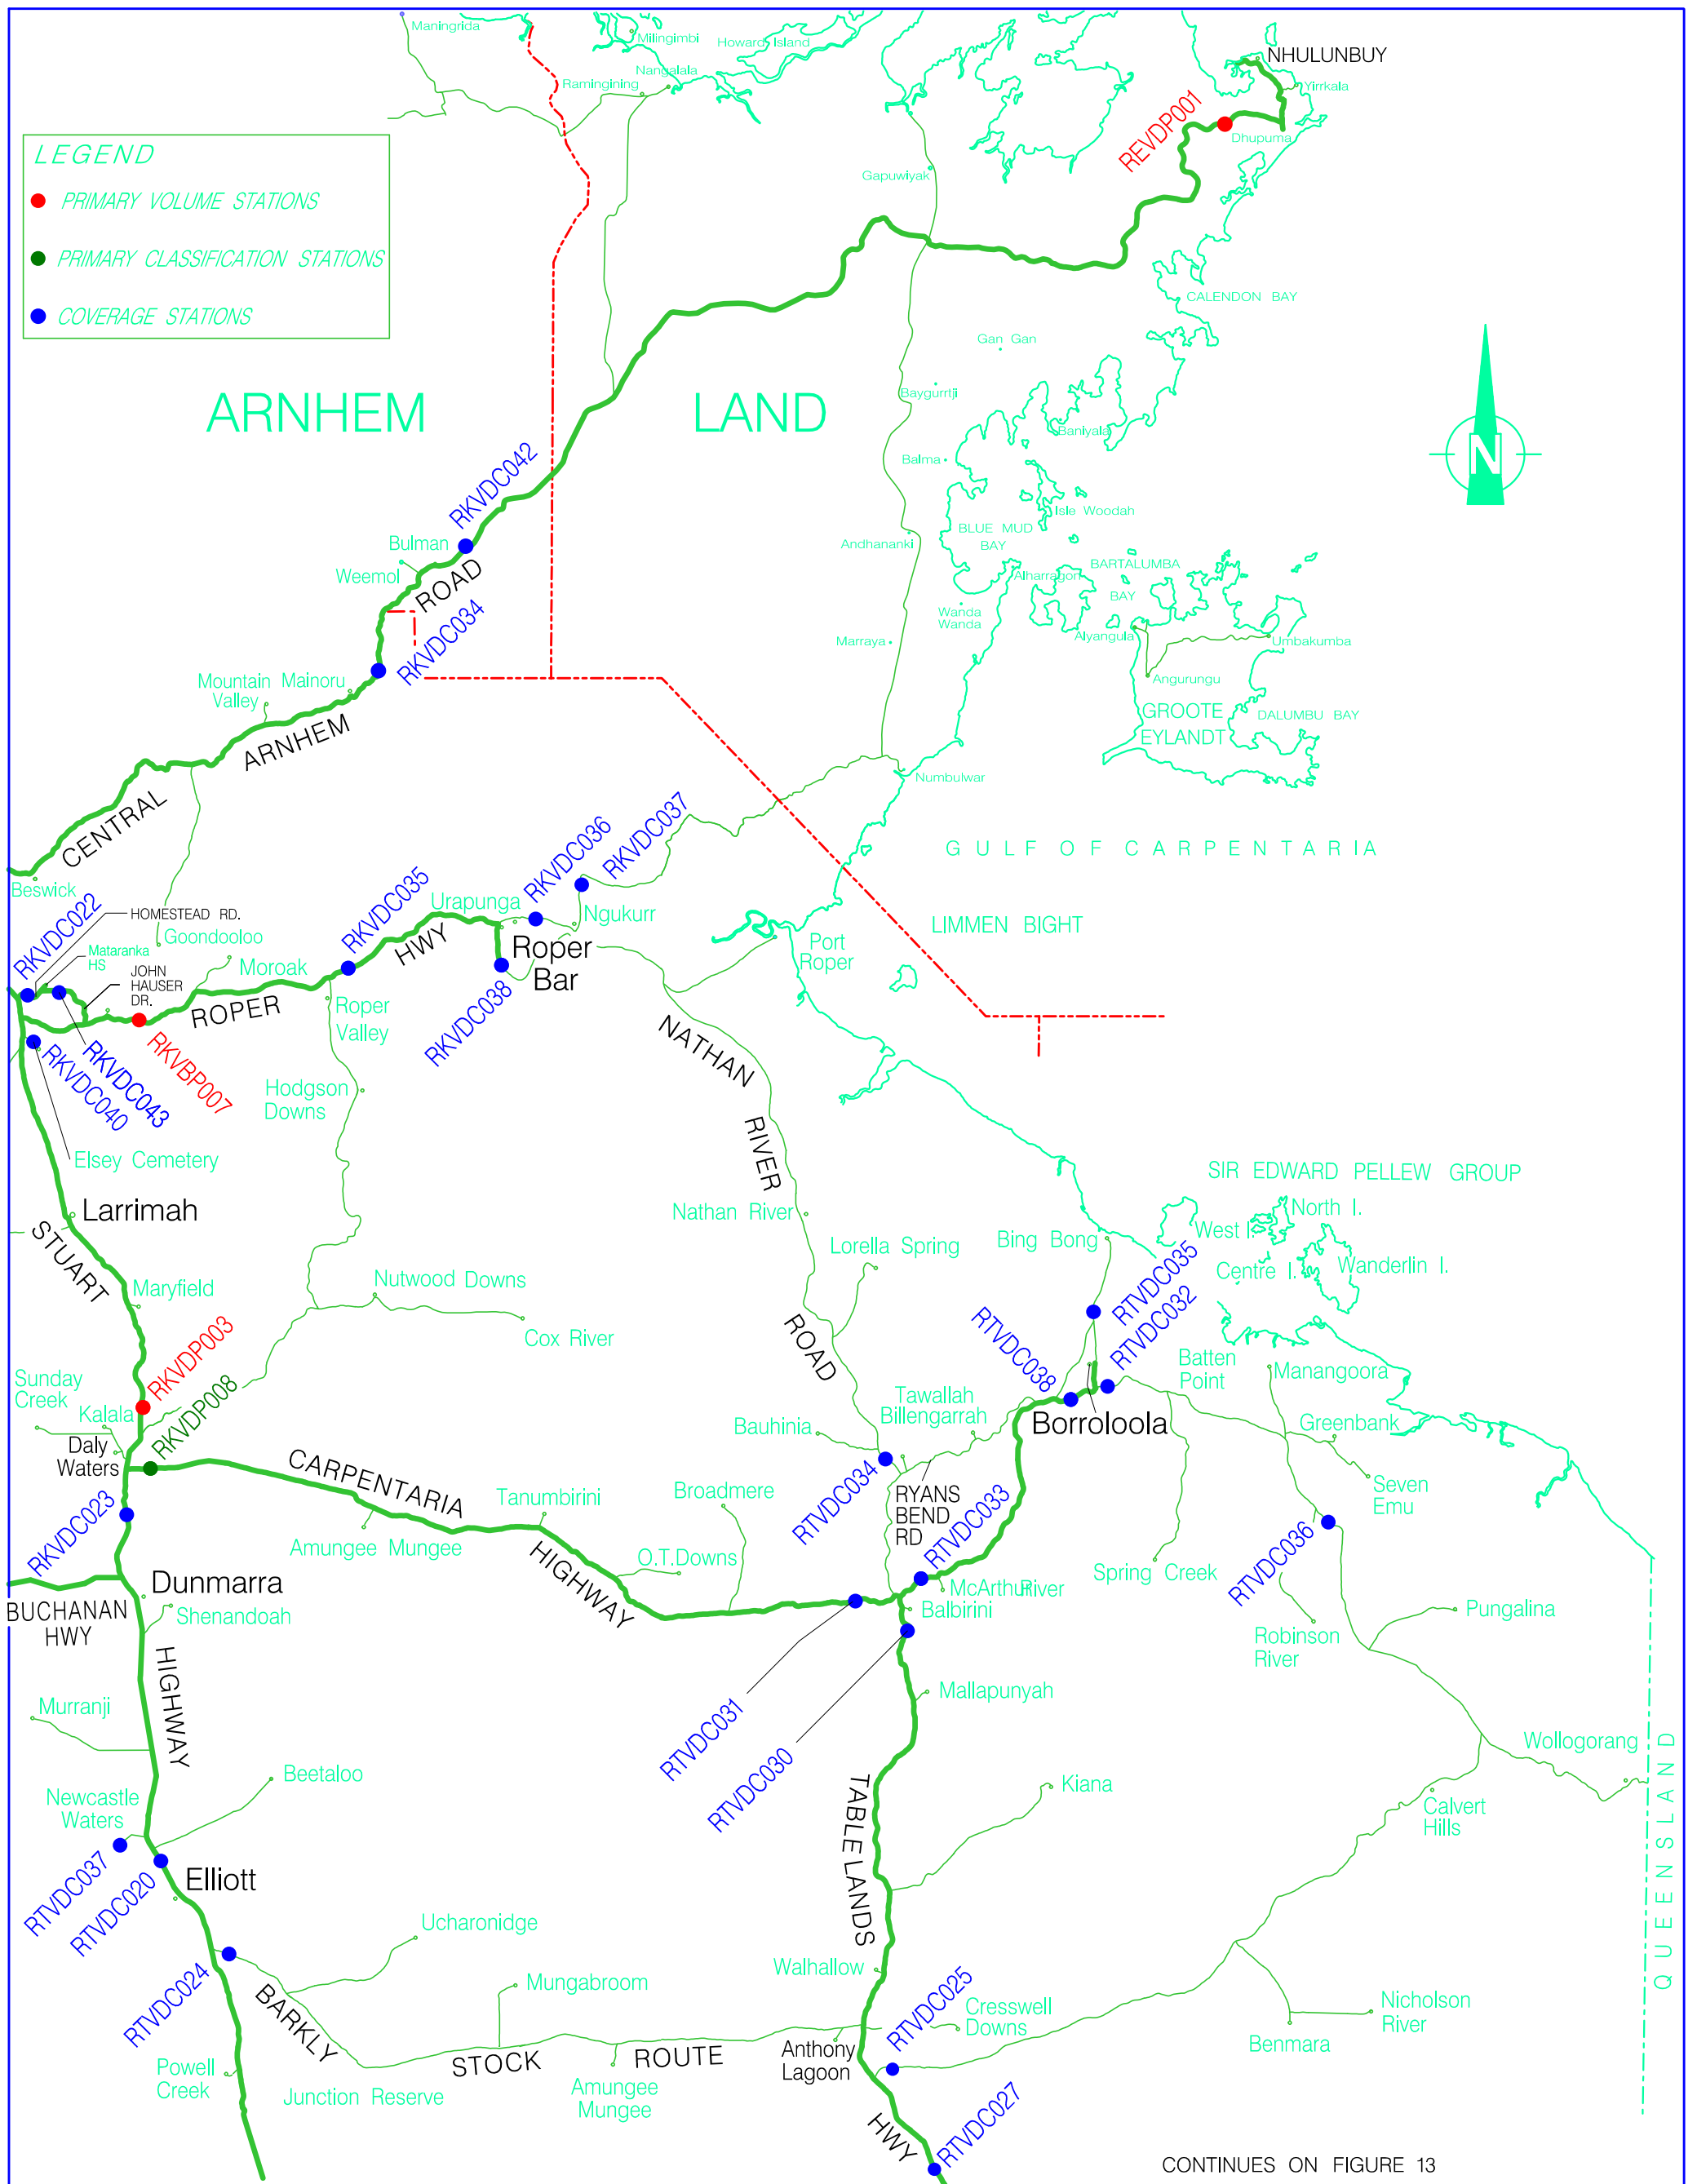 Maningrida
Milingimbi
Howard Island
Nangalala
Ramingining
NHULUNBUY
Yirrkala
REVDP001
Dhupuma
Gapuwiyak
LEGEND
PRIMARY VOLUME STATIONS
PRIMARY CLASSIFICATION STATIONS
COVERAGE STATIONS
CALENDON BAY
Gan Gan
Baygurrtji
ARNHEM LAND
Baniyala
N
RKVDC042
Balma
Isle Woodah
BLUE MUD
BAY
Andhananki
Bulman
Weemol
ROAD
RKVDC034
Alharragon
BARTALUMBA
BAY
Wanda
Wanda
Marraya
Alyangula
Umbakumba
Angurungu
Mountain
Valley
Mainoru
GROOTE
EYLANDT
DALUMBU BAY
ARNHEM
CENTRAL
Numbulwar
Beswick
GULF OF CARPENTARIA
RKVDC022
HOMESTEAD RD.
Goondooloo
Mataranka
HS
JOHN
HAUSER
DR.
Moroak
RKVDC035
Urapunga
RKVDC036
RKVDC037
Ngukurr
HWY
Roper
Bar
RKVDC038
Port
Roper
LIMMEN BIGHT
ROPER
Roper
Valley
RKVBP007
RKVDC043
RKVDC040
Hodgson
Downs
NATHAN
RIVER
Elsey Cemetery
Larrimah
STUART
Nathan River
Lorella Spring
Bing Bong
SIR EDWARD PELLEW GROUP
North I.
West I.
Centre I.
Wanderlin I.
Maryfield
Nutwood Downs
Cox River
ROAD
RTVDC035
RTVDC032
RTVDC038
RKVDP003
Sunday
Creek
Kalala
RKVDP008
Daly
Waters
Batten
Point
Manangoora
Tawallah
Billengarrah
Bauhinia
Borroloola
Greenbank
Seven
Emu
CARPENTARIA
RKVDC023
Tanumbirini
Broadmere
RTVDC034
RYANS
BEND
RD
RTVDC033
Amungee Mungee
HIGHWAY
O.T.Downs
Spring Creek
RTVDC036
Dunmarra
BUCHANAN
HWY
Shenandoah
McArthur River
Balbirini
Pungalina
Robinson
River
HIGHWAY
Murranji
RTVDC031
Mallapunyah
RTVDC030
Wollogorang
QUEENSLAND
Beetaloo
Newcastle
Waters
Kiana
Calvert
Hills
TABLELANDS
RTVDC037
RTVDC020
Elliott
Ucharonidge
RTVDC024
Mungabroom
Walhallow
BARKLY
STOCK
ROUTE
RTVDC025
Cresswell
Downs
Nicholson
River
Benmara
Anthony
Lagoon
Powell
Creek
Junction Reserve
Amungee
Mungee
HWY
RTVDC027
CONTINUES ON FIGURE 13